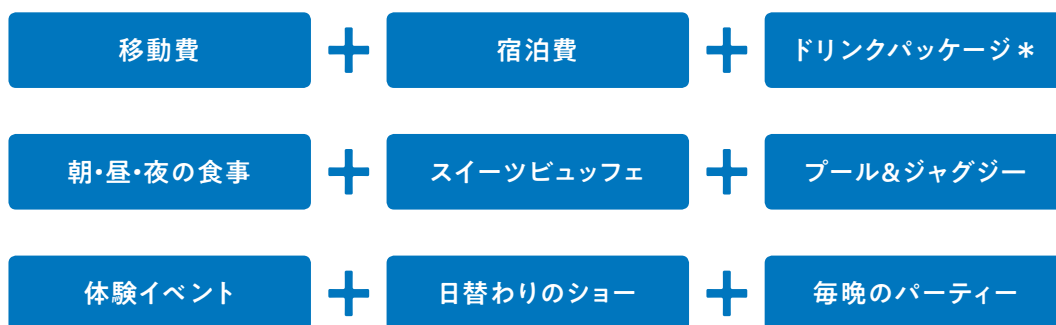 移動費 + 宿泊費 + ドリンクパッケージ*
朝・昼・夜の食事 + スイーツビュッフェ + プール&ジャグジー
体験イベント + 日替わりのショー + 毎晩のパーティー